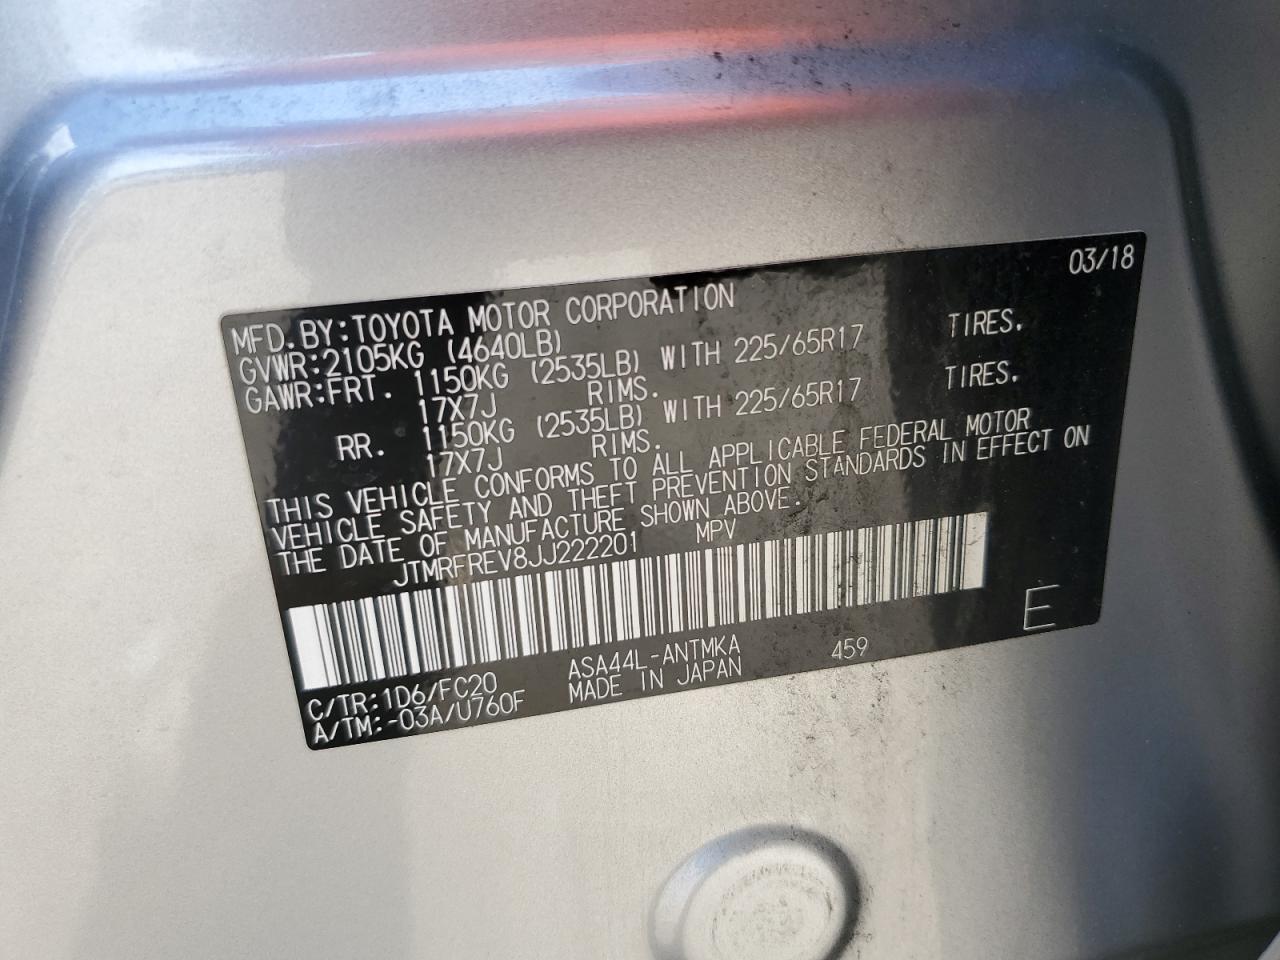 03/18
MFD. BY:TOYOTA MOTOR CORPORATION
GVWR:2105KG (4640LB)
GAWR:FRT. 1150KG (2535LB) WITH 225/65R17 TIRES.
17X7J RIMS.
RR. 1150KG (2535LB) WITH 225/65R17 TIRES.
17X7J RIMS.
THIS VEHICLE CONFORMS TO ALL APPLICABLE FEDERAL MOTOR
VEHICLE SAFETY AND THEFT PREVENTION STANDARDS IN EFFECT ON
THE DATE OF MANUFACTURE SHOWN ABOVE.
JTMRFREV8JJ222201 MPV
E
C/TR:1D6/FC20 ASA44L-ANTMKA 459
A/TM:-03A/U760F MADE IN JAPAN